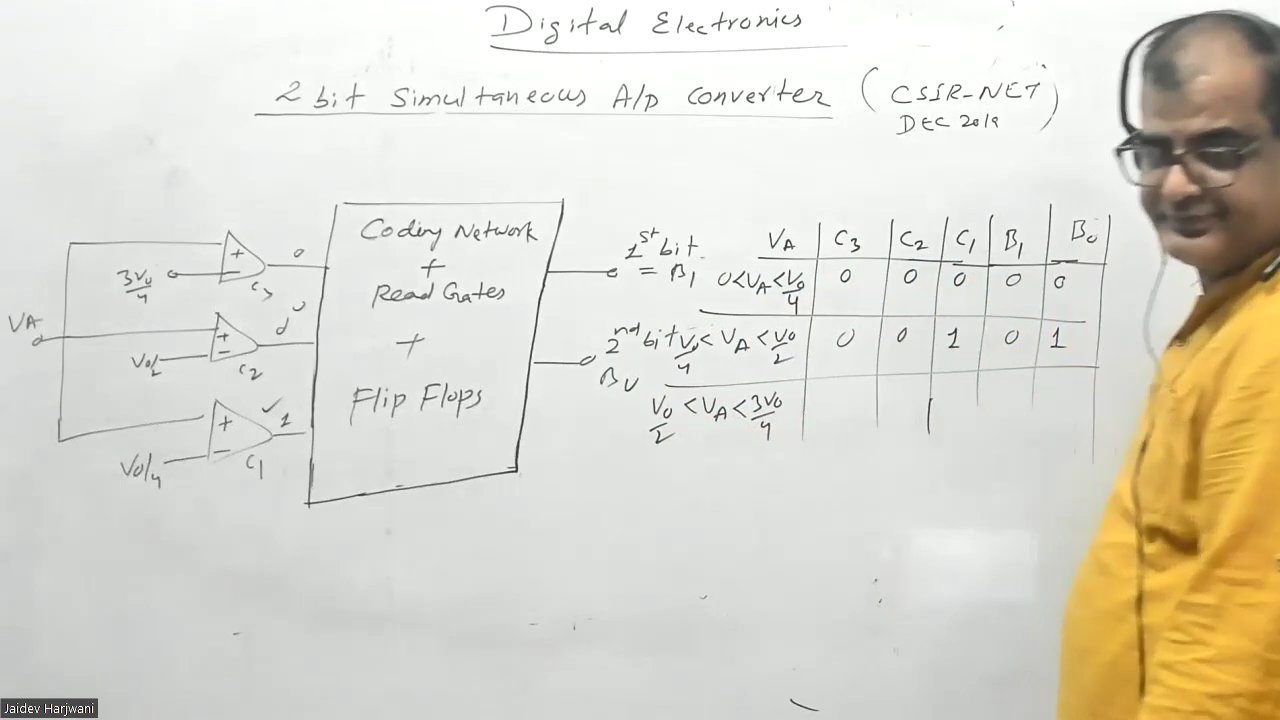 Digital Electronics
2 bit Simultaneous A/D Converter (CSIR-NET)
DEC 2019
Coding Network
+
Read Gates
+
Flip Flops
VA
3V0/4
+
-
C3
0
V0/2
+
-
C2
0
V0/4
+
-
C1
1
1st bit
= B1
2nd bit
B0
VA C3 C2 C1 B1 B0
0<VA<V0/4 0 0 0 0 0
V0/4<VA<V0/2 0 0 1 0 1
V0/2<VA<3V0/4
Jaidev Harjwani